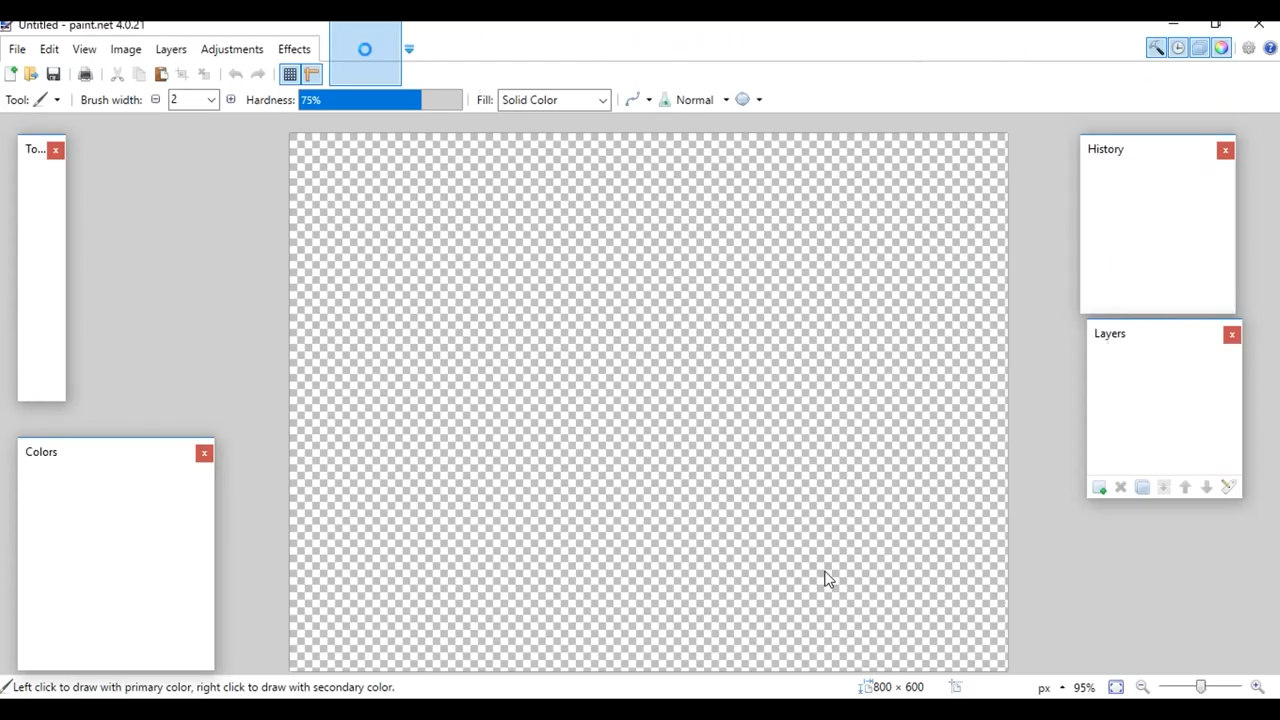 Untitled - paint.net 4.0.21
File Edit View Image Layers Adjustments Effects
Tool: Brush width: 2 Hardness: 75% Fill: Solid Color Normal
To...
History
Layers
Colors
Left click to draw with primary color, right click to draw with secondary color. 800 × 600 px 95%